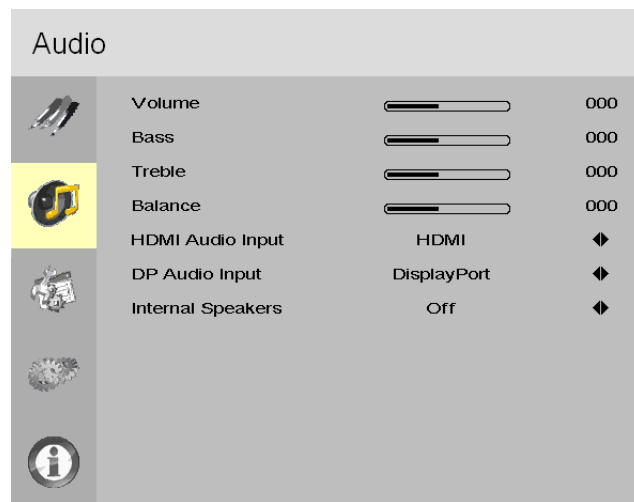 Audio
Volume 000
Bass 000
Treble 000
Balance 000
HDMI Audio Input HDMI
DP Audio Input DisplayPort
Internal Speakers Off